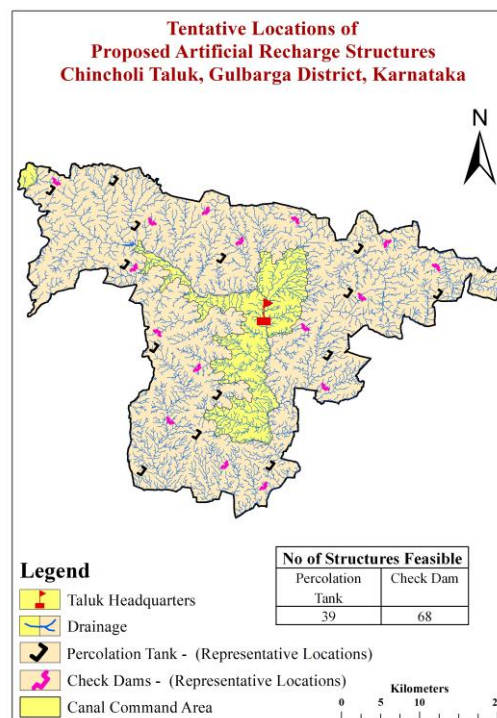 Tentative Locations of
Proposed Artificial Recharge Structures
Chincholi Taluk, Gulbarga District, Karnataka
N
Legend
Taluk Headquarters
Drainage
Percolation Tank - (Representative Locations)
Check Dams - (Representative Locations)
Canal Command Area
No of Structures Feasible
Percolation Tank
Check Dam
39
68
Kilometers
0 5 10 15